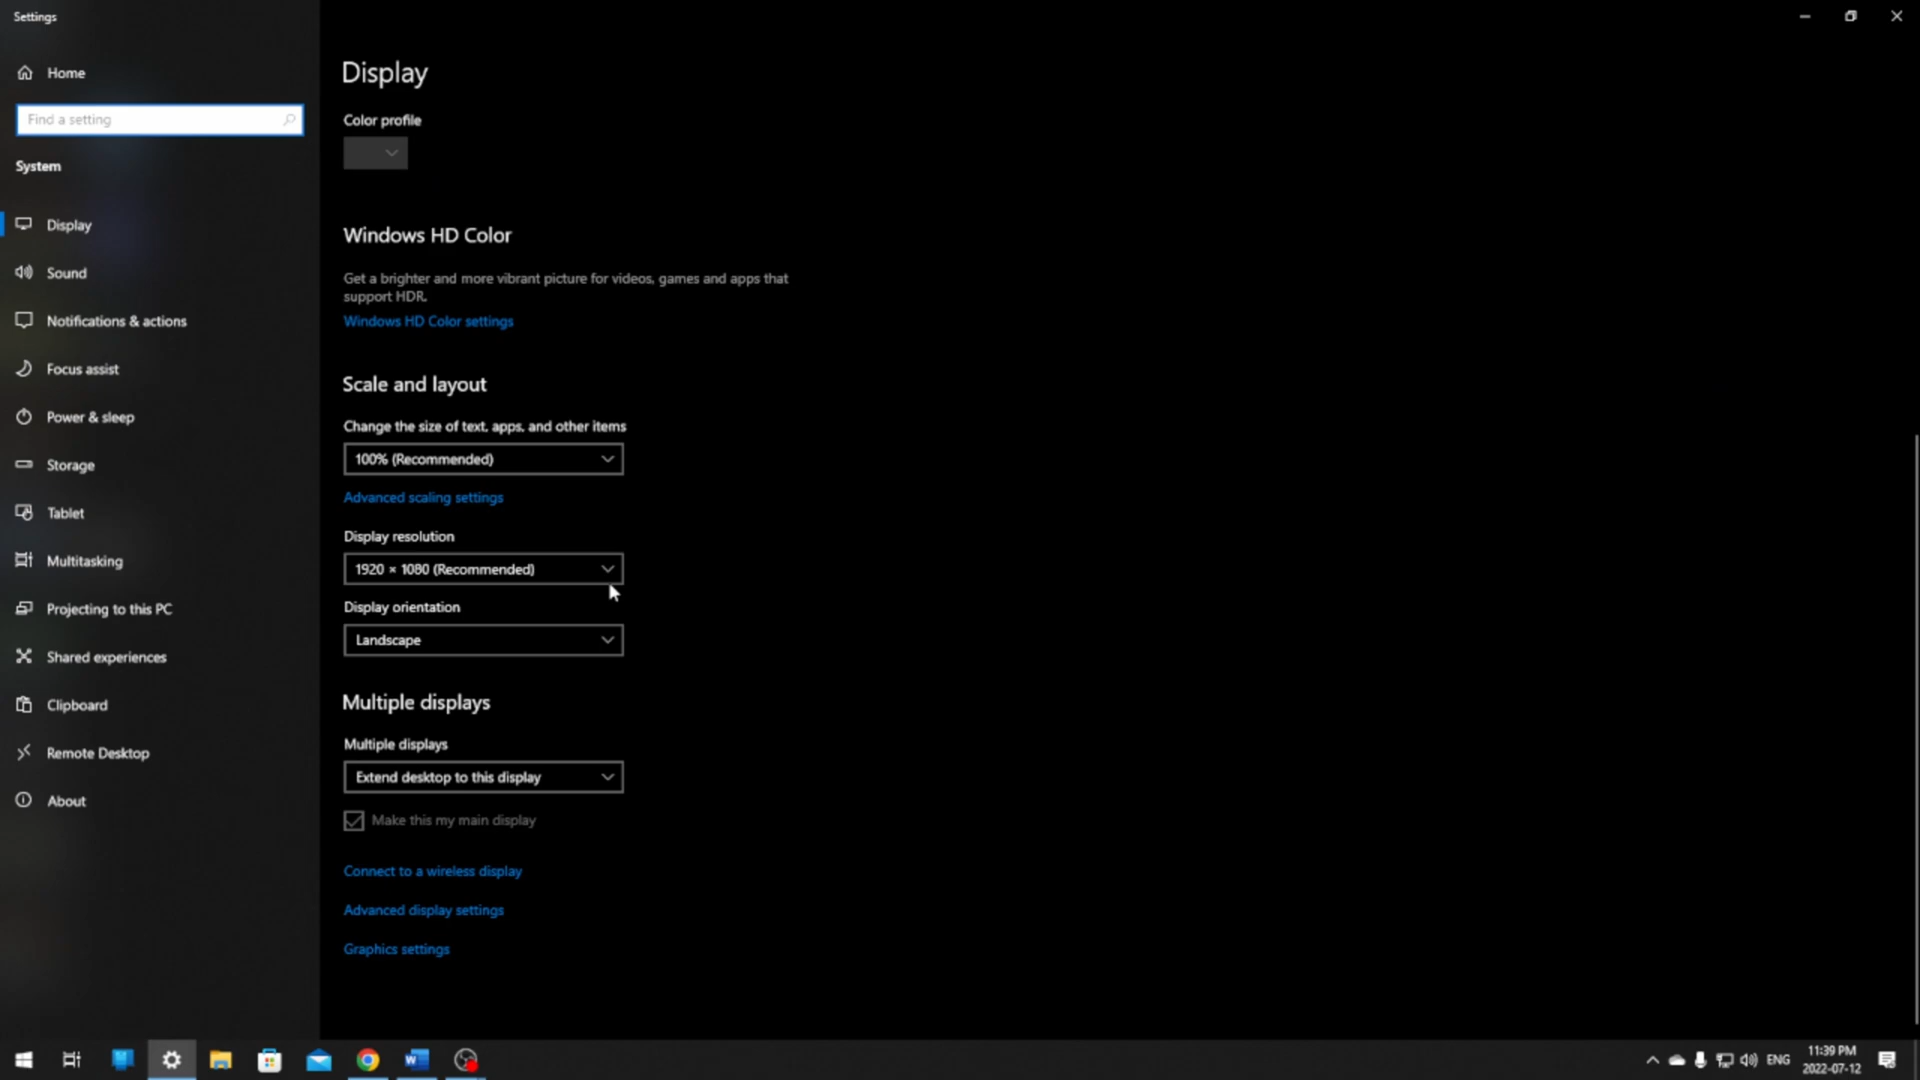 Settings
Home
Find a setting
System
Display
Sound
Notifications & actions
Focus assist
Power & sleep
Storage
Tablet
Multitasking
Projecting to this PC
Shared experiences
Clipboard
Remote Desktop
About
Display
Color profile
Windows HD Color
Get a brighter and more vibrant picture for videos, games and apps that
support HDR.
Windows HD Color settings
Scale and layout
Change the size of text, apps, and other items
100% (Recommended)
Advanced scaling settings
Display resolution
1920 × 1080 (Recommended)
Display orientation
Landscape
Multiple displays
Multiple displays
Extend desktop to this display
Make this my main display
Connect to a wireless display
Advanced display settings
Graphics settings
W
ENG
11:39 PM
2022-07-12